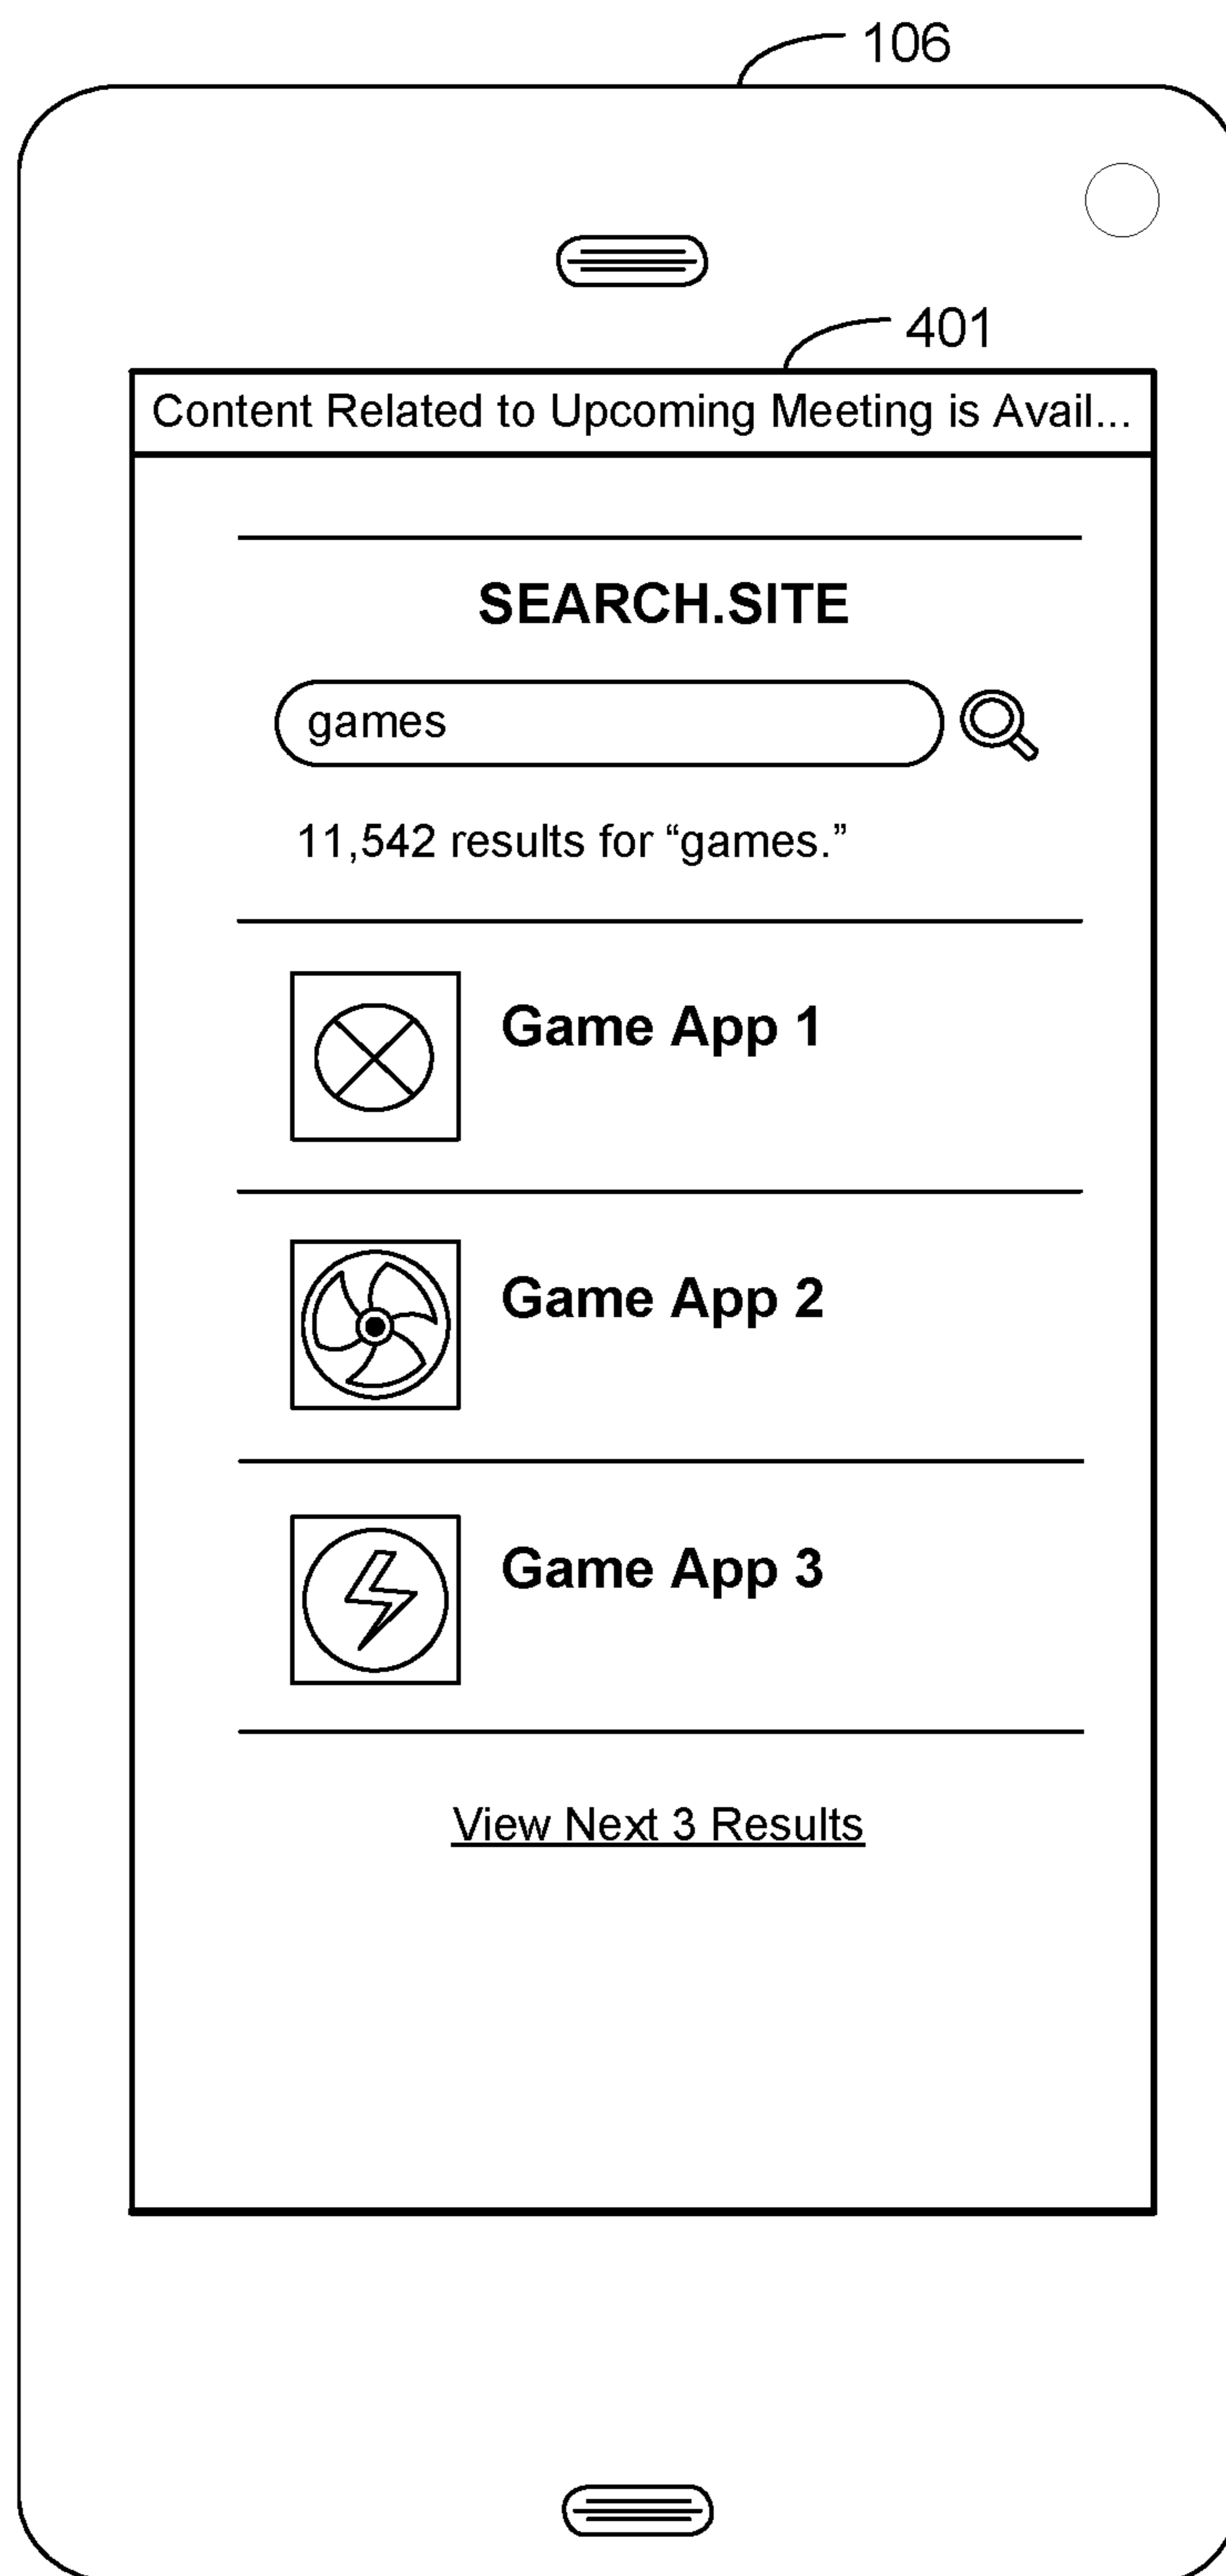 106
401
Content Related to Upcoming Meeting is Avail...
SEARCH.SITE
games
11,542 results for “games.”
Game App 1
Game App 2
Game App 3
View Next 3 Results